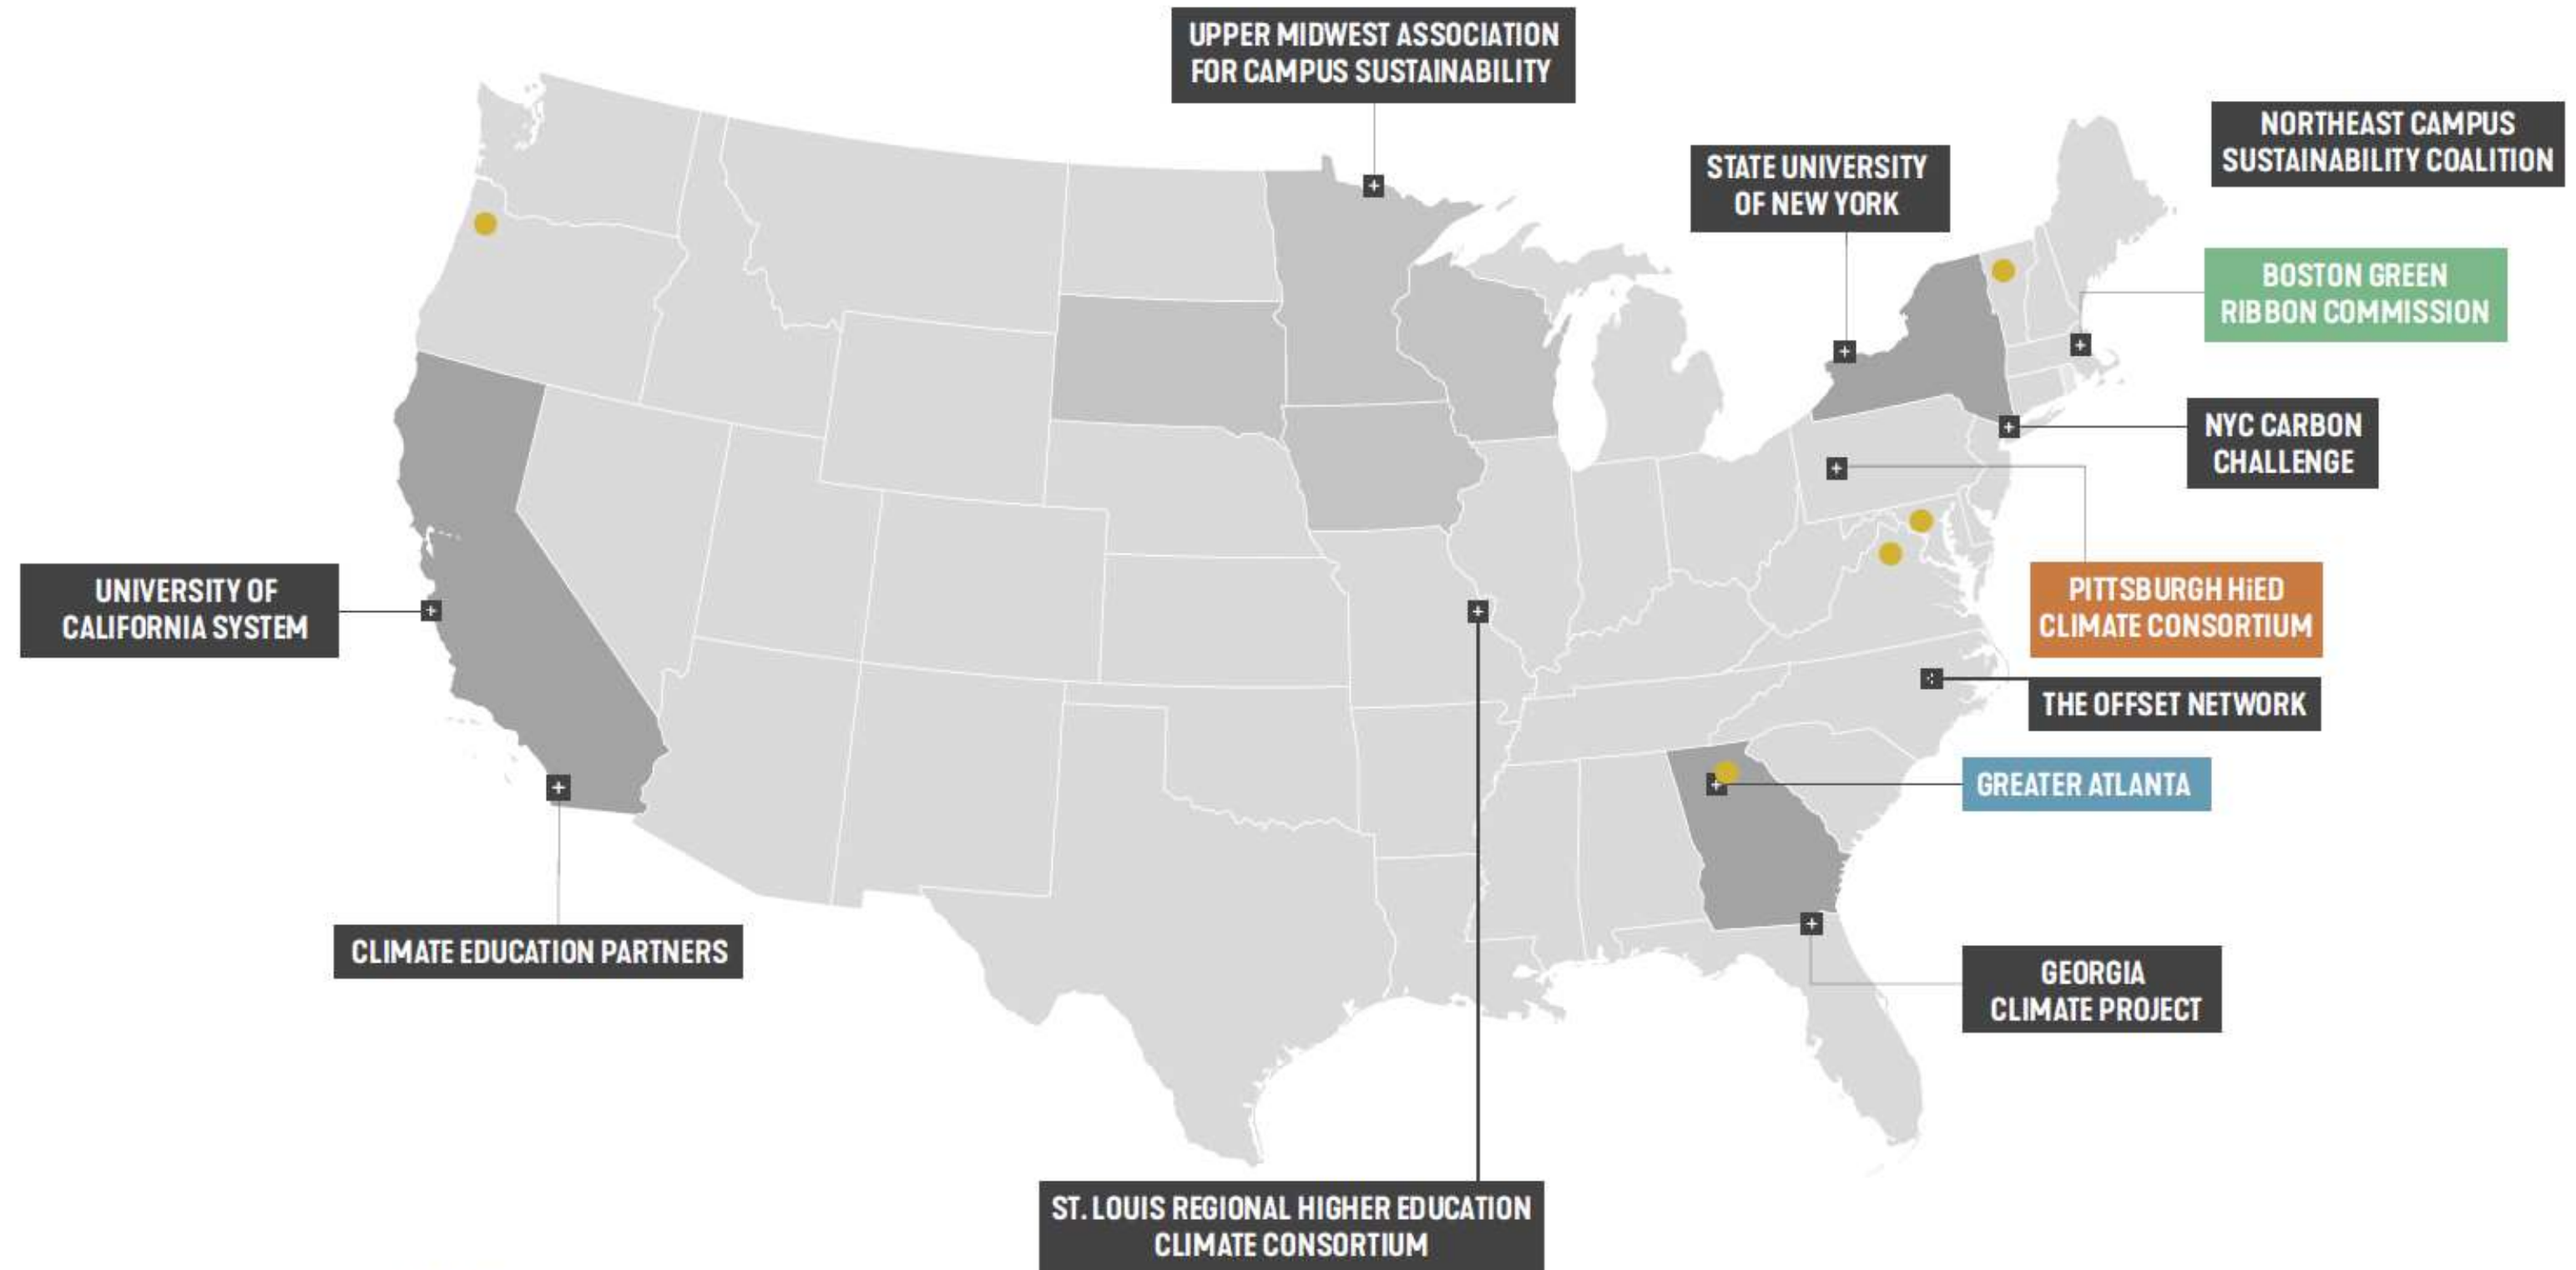 UPPER MIDWEST ASSOCIATION
FOR CAMPUS SUSTAINABILITY
NORTHEAST CAMPUS
SUSTAINABILITY COALITION
STATE UNIVERSITY
OF NEW YORK
BOSTON GREEN
RIBBON COMMISSION
NYC CARBON
CHALLENGE
UNIVERSITY OF
CALIFORNIA SYSTEM
PITTSBURGH HiED
CLIMATE CONSORTIUM
THE OFFSET NETWORK
GREATER ATLANTA
CLIMATE EDUCATION PARTNERS
GEORGIA
CLIMATE PROJECT
ST. LOUIS REGIONAL HIGHER EDUCATION
CLIMATE CONSORTIUM